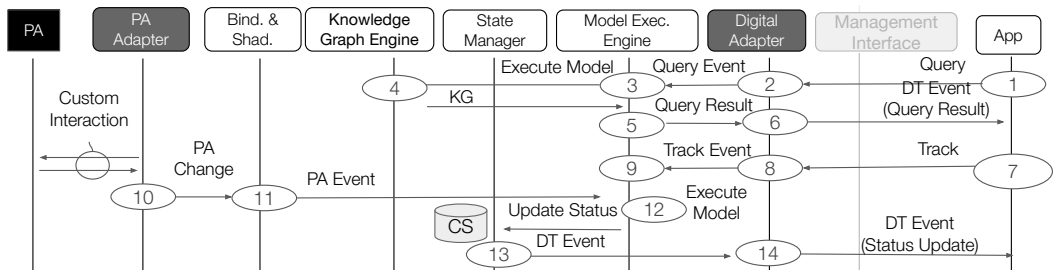 PA
PA
Adapter
Bind. &
Shad.
Knowledge
Graph Engine
State
Manager
Model Exec.
Engine
Digital
Adapter
Management
Interface
App
Execute Model
Query Event
Query
4
3
2
1
KG
DT Event
(Query Result)
Custom
Interaction
5
Query Result
6
PA
Change
9
Track Event
8
Track
7
10
11
PA Event
12
Execute
Model
Update Status
CS
13
DT Event
14
DT Event
(Status Update)